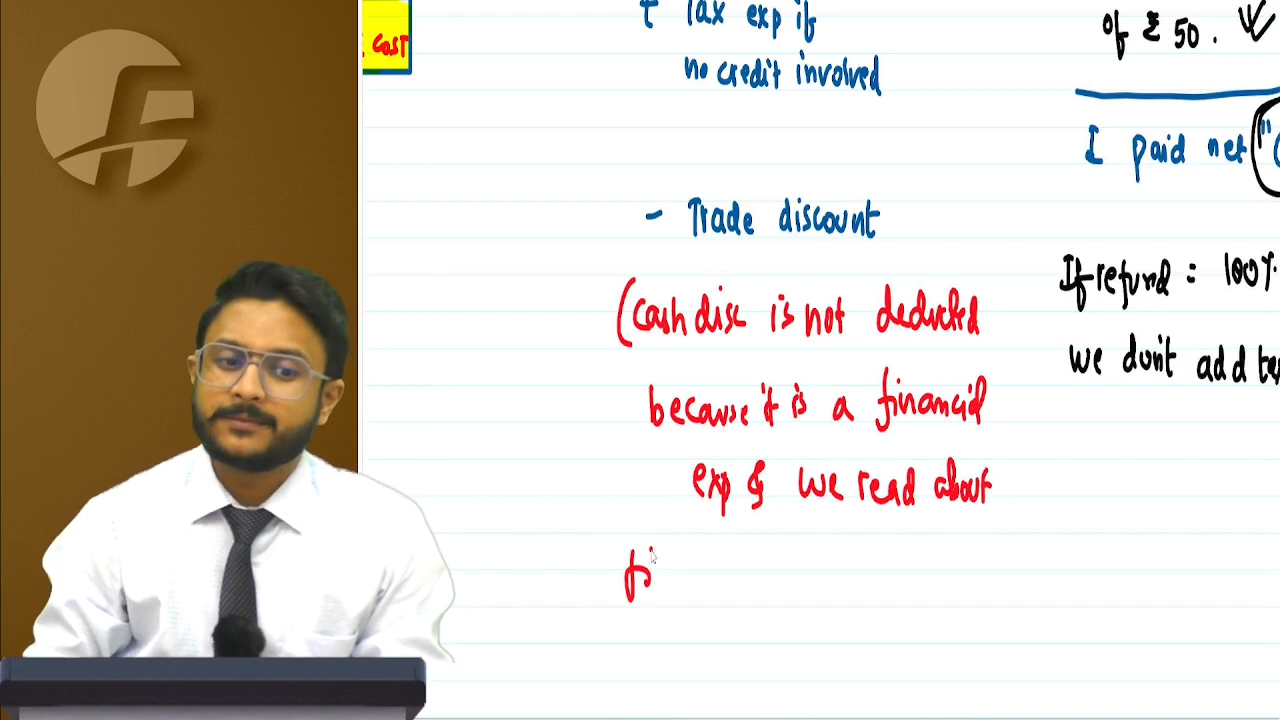 COST
+ Tax exp if
no credit involved
- Trade discount
(cash disc is not deducted
because it is a financial
exp & we read about
of ₹ 50.
I paid net "
If refund = 100%.
we don't add